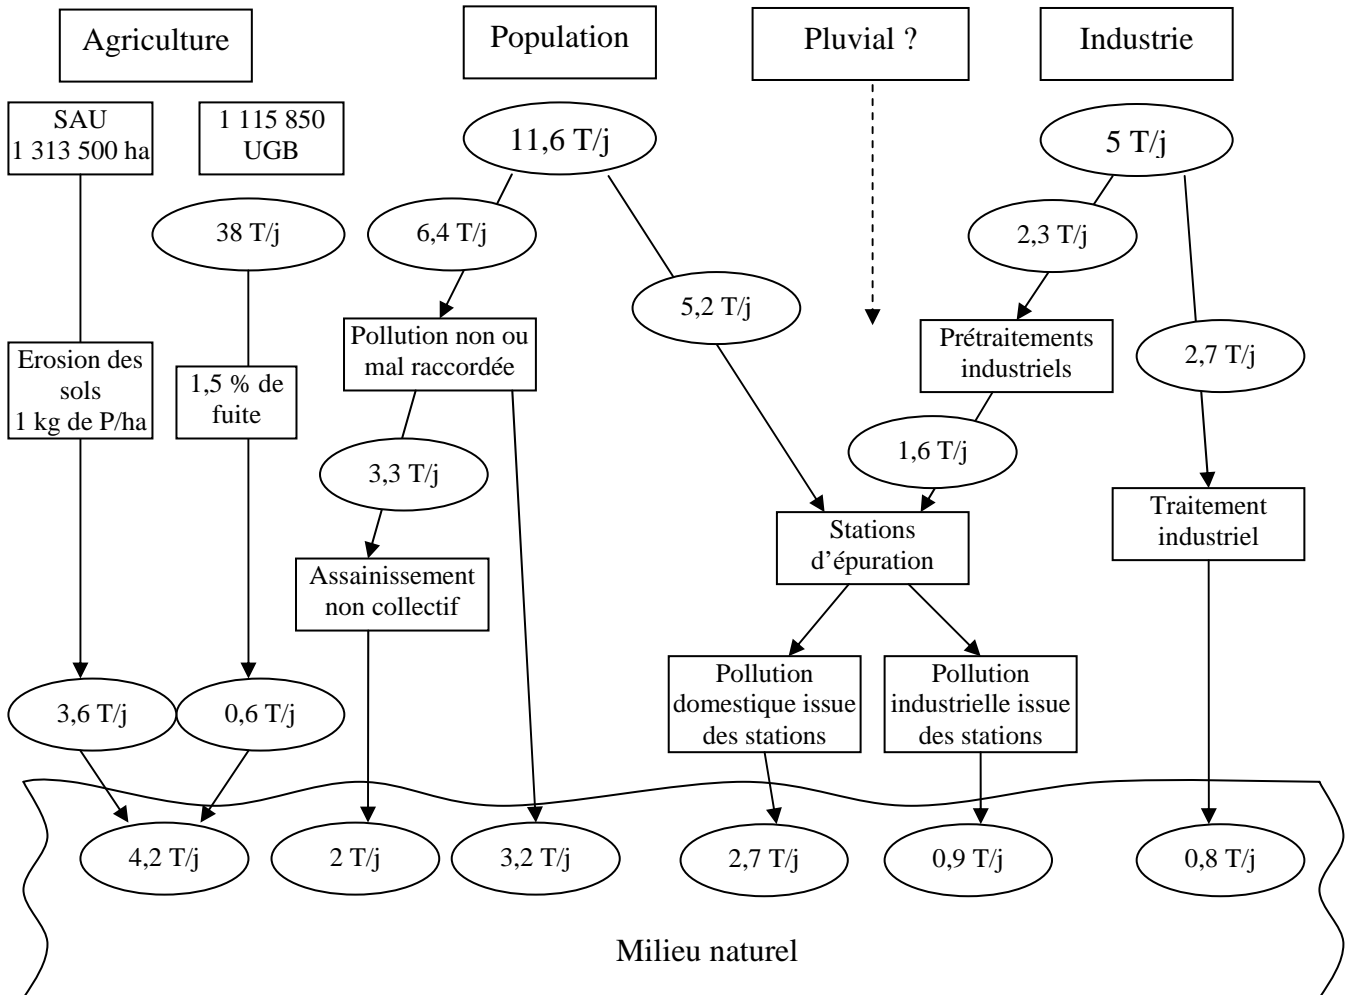 Agriculture
Population
Pluvial ?
Industrie
SAU
1 313 500 ha
1 115 850
UGB
11,6 T/j
5 T/j
38 T/j
6,4 T/j
2,3 T/j
5,2 T/j
Pollution non ou
mal raccordée
Prétraitements
industriels
2,7 T/j
Erosion des
sols
1 kg de P/ha
1,5 % de
fuite
3,3 T/j
1,6 T/j
Stations
d'épuration
Traitement
industriel
Assainissement
non collectif
3,6 T/j
0,6 T/j
Pollution
domestique issue
des stations
Pollution
industrielle issue
des stations
4,2 T/j
2 T/j
3,2 T/j
2,7 T/j
0,9 T/j
0,8 T/j
Milieu naturel